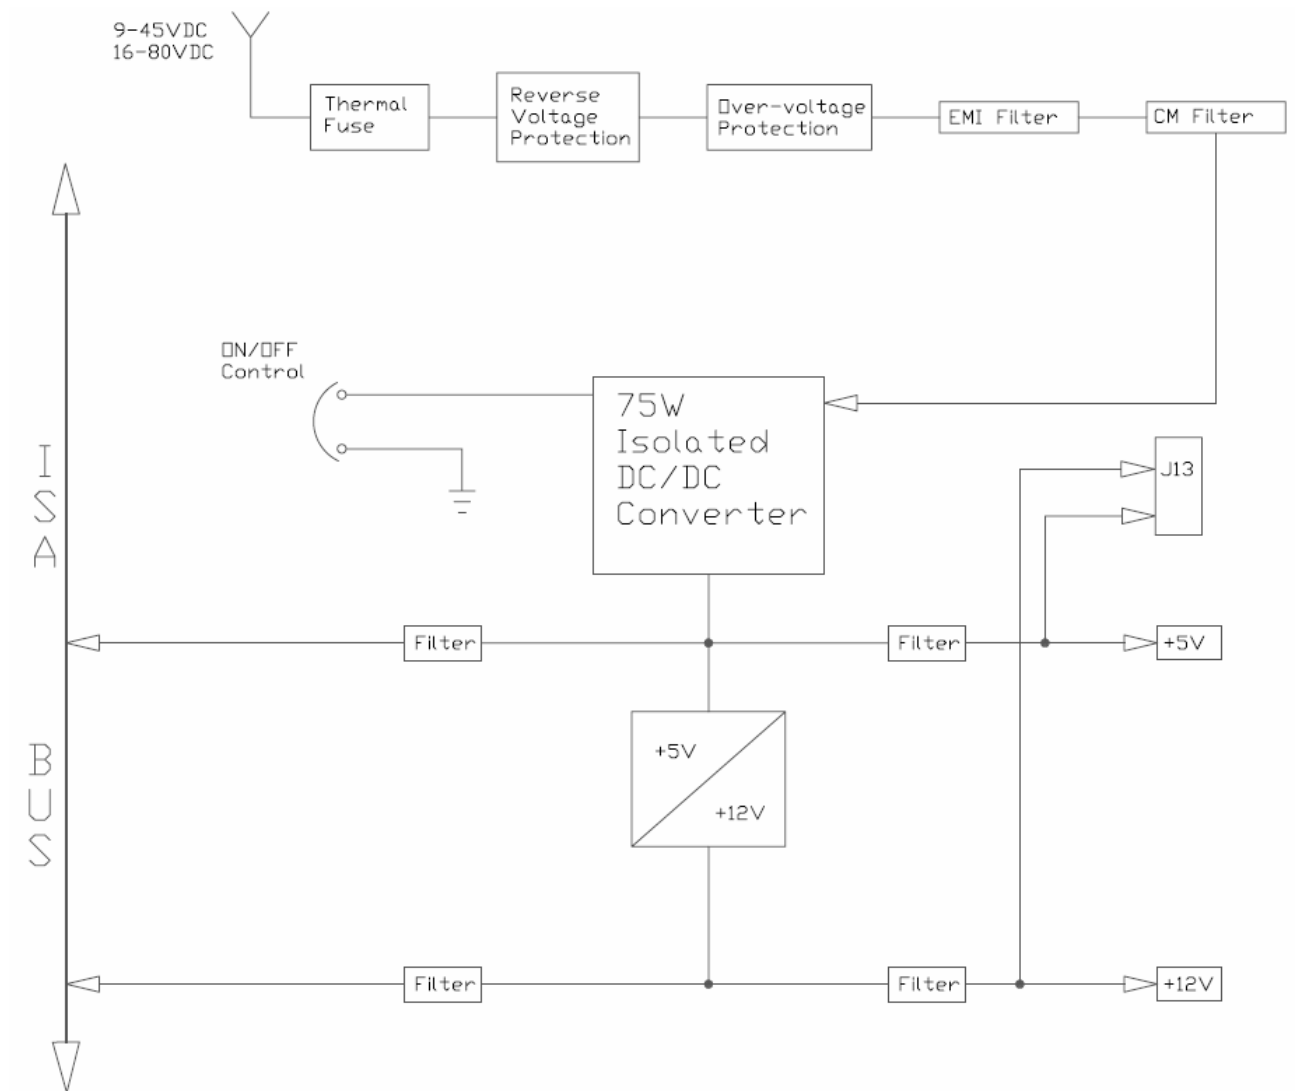 9-45VDC
16-80VDC
Thermal
Fuse
Reverse
Voltage
Protection
Over-voltage
Protection
EMI Filter
CM Filter
ON/OFF
Control
75W
Isolated
DC/DC
Converter
J13
I
S
A
B
U
S
Filter
Filter
+5V
+5V
+12V
Filter
Filter
+12V